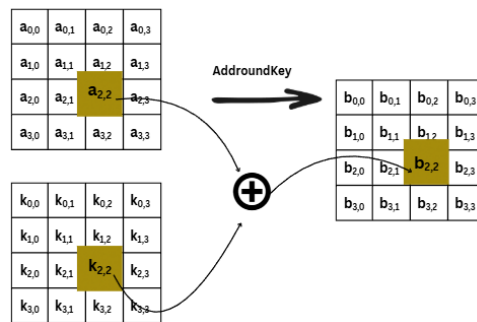 a0,0 a0,1 a0,2 a0,3
a1,0 a1,1 a1,2 a1,3
a2,0 a2,1 a2,2 a2,3
a3,0 a3,1 a3,2 a3,3
AddroundKey
b0,0 b0,1 b0,2 b0,3
b1,0 b1,1 b1,2 b1,3
b2,0 b2,1 b2,2 b2,3
b3,0 b3,1 b3,2 b3,3
k0,0 k0,1 k0,2 k0,3
k1,0 k1,1 k1,2 k1,3
k2,0 k2,1 k2,2 k2,3
k3,0 k3,1 k3,2 k3,3